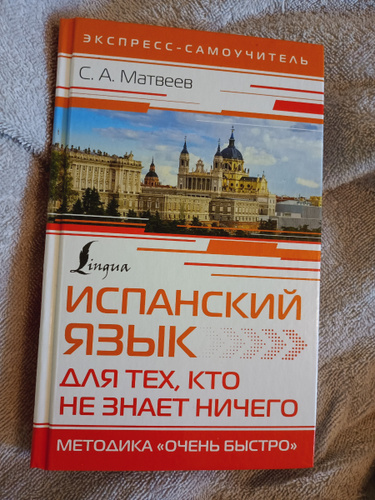 ЭКСПРЕСС-САМОУЧИТЕЛЬ
С. А. Матвеев
Lingua
ИСПАНСКИЙ
ЯЗЫК
ДЛЯ ТЕХ, КТО
НЕ ЗНАЕТ НИЧЕГО
МЕТОДИКА «ОЧЕНЬ БЫСТРО»